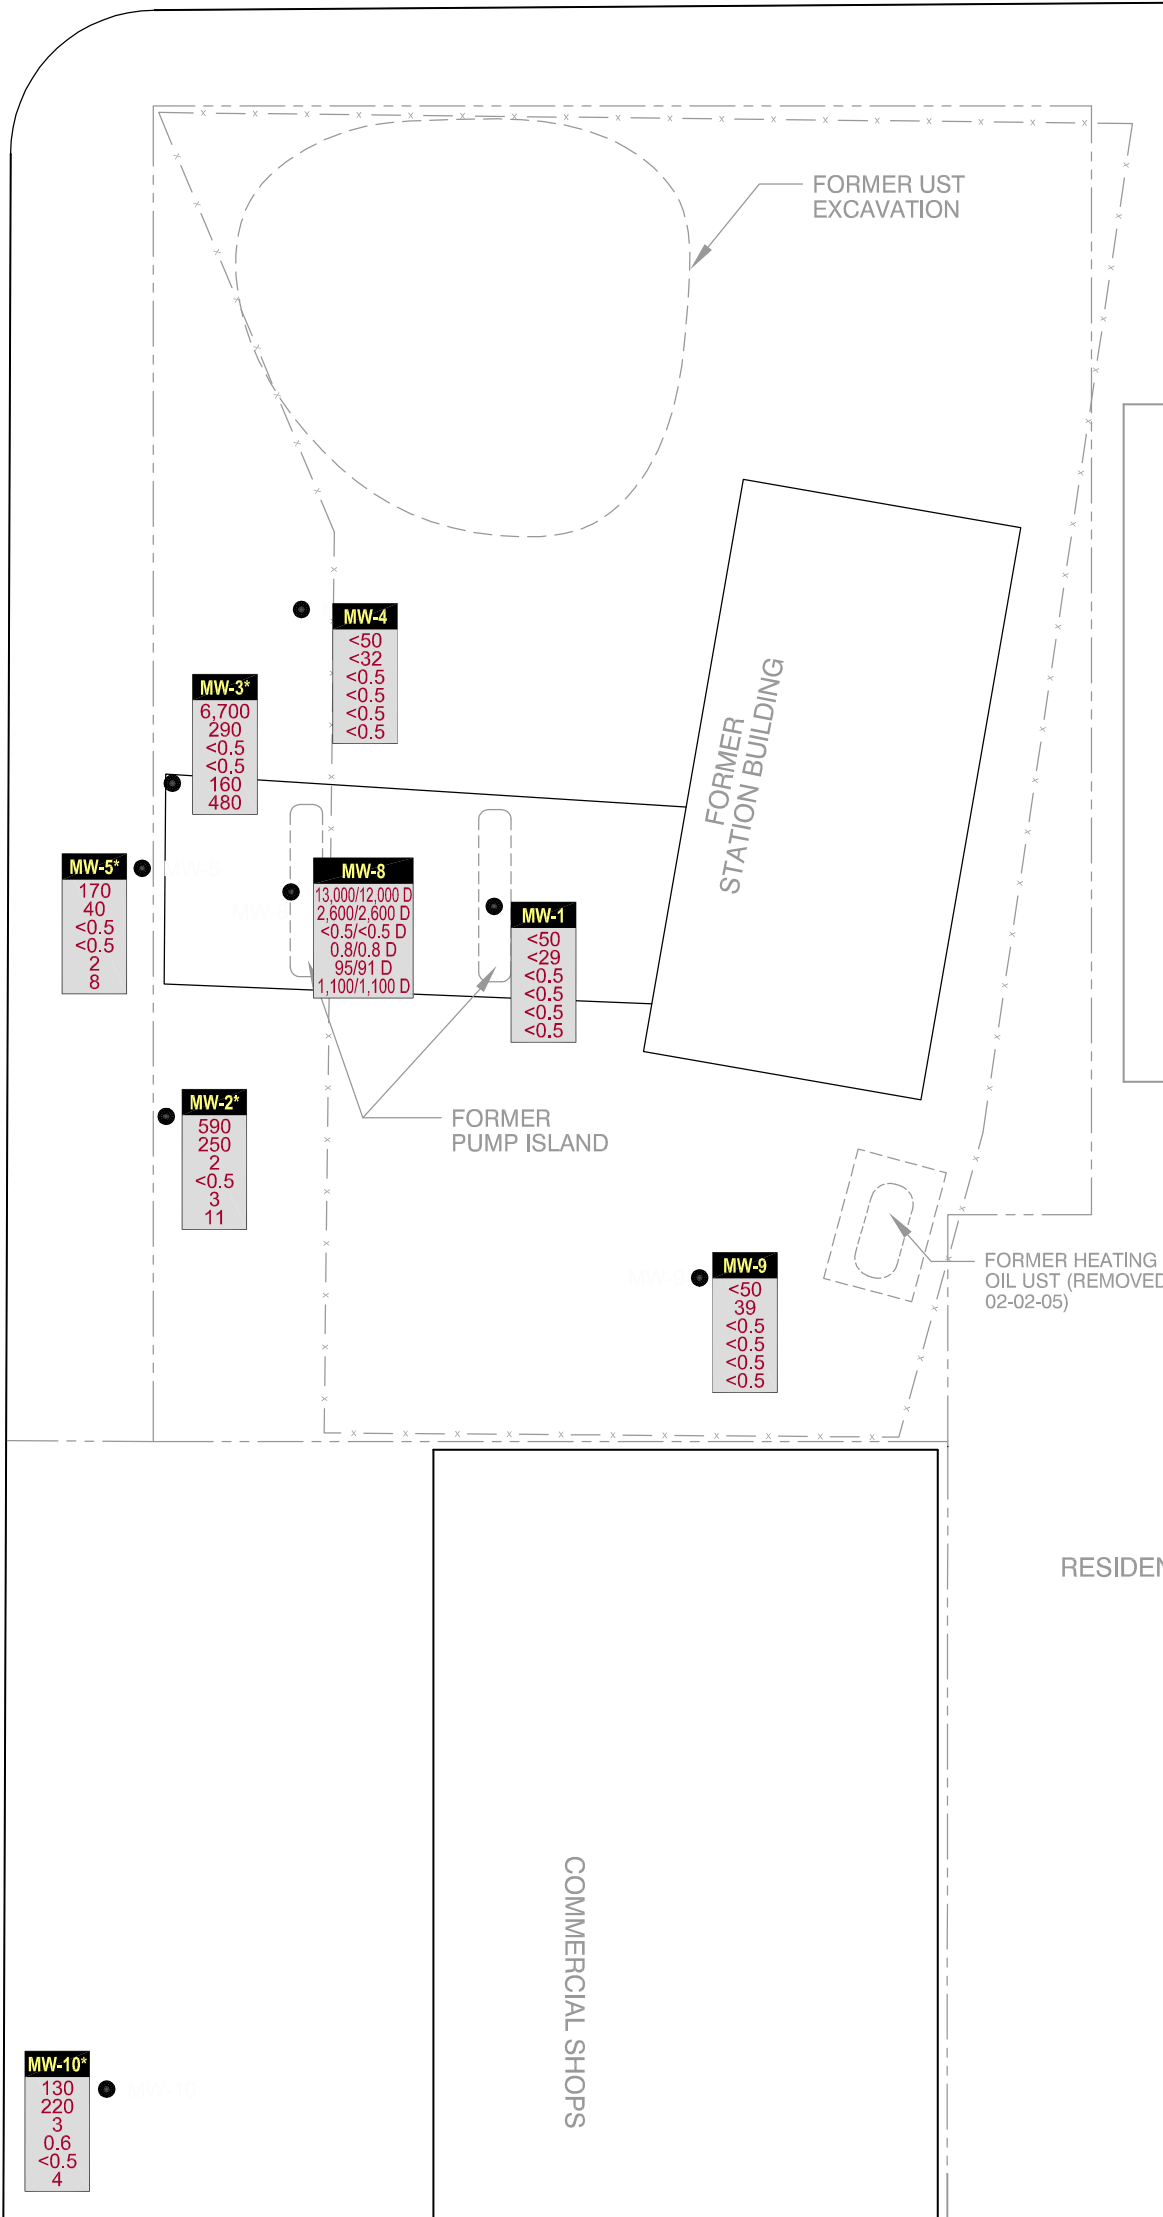 FORMER UST
EXCAVATION
MW-4
<50
<32
<0.5
<0.5
<0.5
<0.5
MW-3*
6,700
290
<0.5
<0.5
160
480
FORMER
STATION BUILDING
MW-5*
170
40
<0.5
<0.5
2
8
MW-8
13,000/12,000 D
2,600/2,600 D
<0.5/<0.5 D
0.8/0.8 D
95/91 D
1,100/1,100 D
MW-1
<50
<29
<0.5
<0.5
<0.5
<0.5
MW-2*
590
250
2
<0.5
3
11
FORMER
PUMP ISLAND
MW-9
<50
39
<0.5
<0.5
<0.5
<0.5
FORMER HEATING
OIL UST (REMOVED
02-02-05)
RESIDEN
COMMERCIAL SHOPS
MW-10*
130
220
3
0.6
<0.5
4